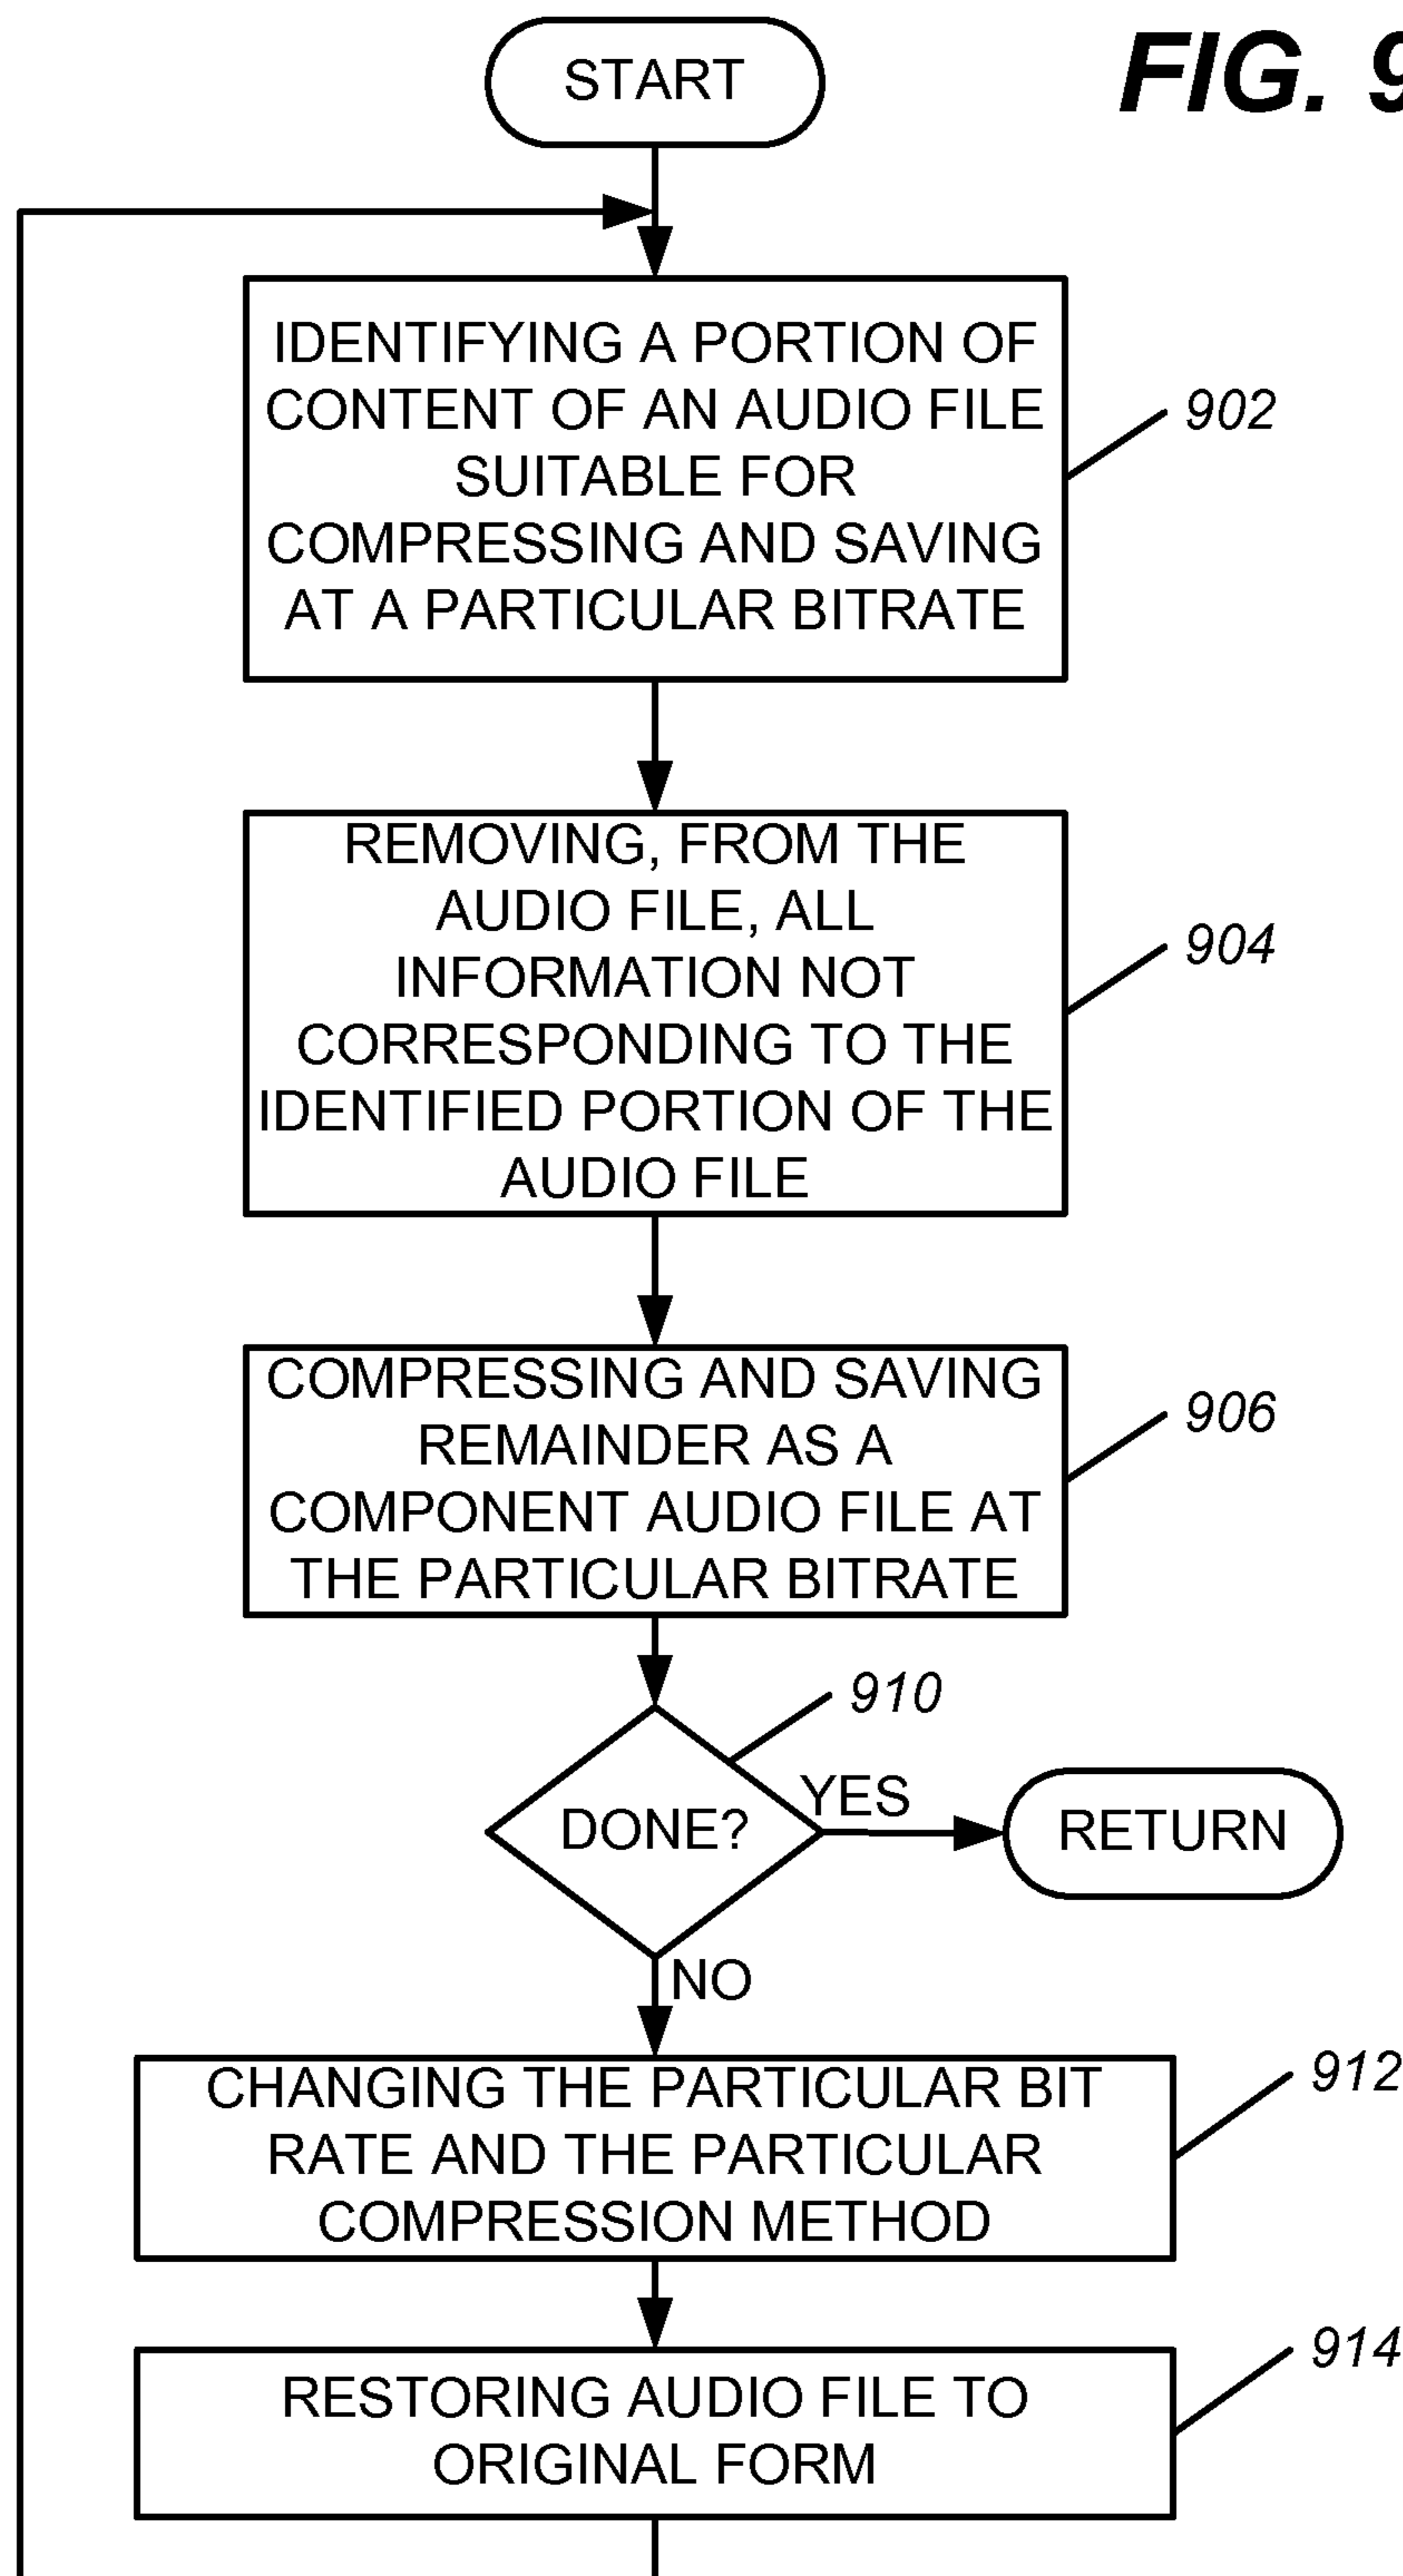 START
FIG. 9
IDENTIFYING A PORTION OF
CONTENT OF AN AUDIO FILE
SUITABLE FOR
COMPRESSING AND SAVING
AT A PARTICULAR BITRATE
902
REMOVING, FROM THE
AUDIO FILE, ALL
INFORMATION NOT
CORRESPONDING TO THE
IDENTIFIED PORTION OF THE
AUDIO FILE
904
COMPRESSING AND SAVING
REMAINDER AS A
COMPONENT AUDIO FILE AT
THE PARTICULAR BITRATE
906
910
DONE?
YES
RETURN
NO
CHANGING THE PARTICULAR BIT
RATE AND THE PARTICULAR
COMPRESSION METHOD
912
RESTORING AUDIO FILE TO
ORIGINAL FORM
914